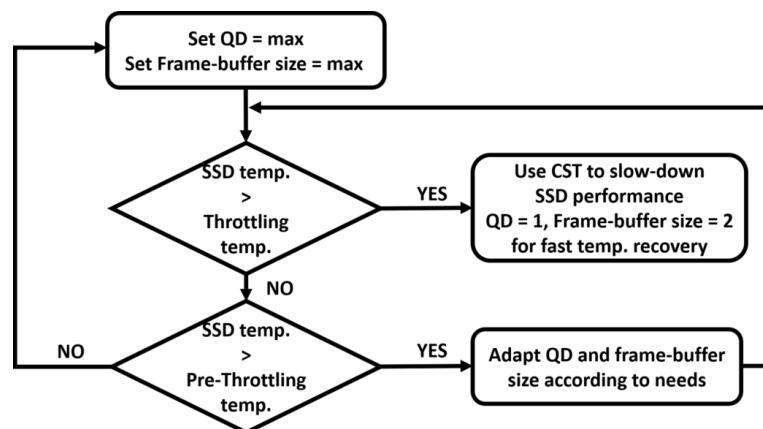 Set QD = max
Set Frame-buffer size = max
SSD temp.
>
Throttling
temp.
YES
Use CST to slow-down
SSD performance
QD = 1, Frame-buffer size = 2
for fast temp. recovery
NO
SSD temp.
>
Pre-Throttling
temp.
NO
YES
Adapt QD and frame-buffer
size according to needs